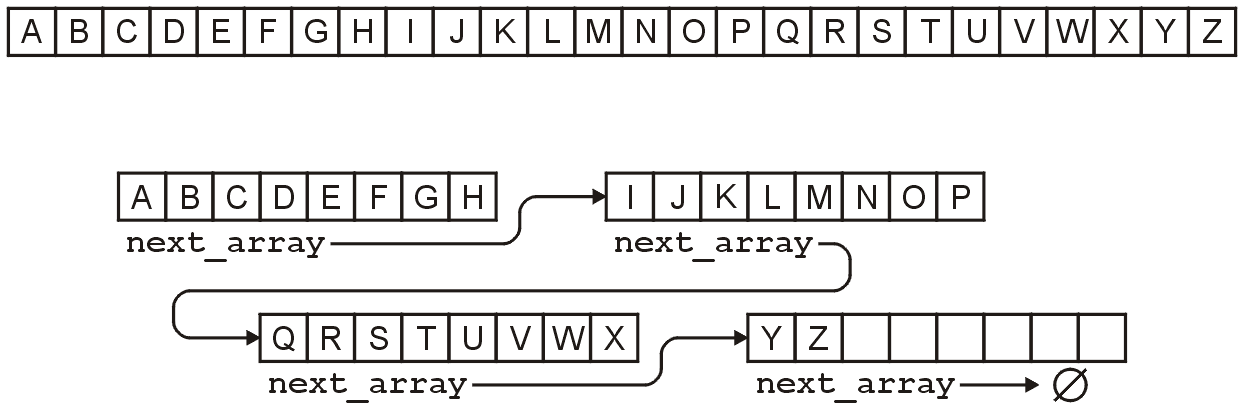 A B C D E F G H I J K L M N O P Q R S T U V W X Y Z
A B C D E F G H
I J K L M N O P
next_array
next_array
Q R S T U V W X
Y Z
next_array
next_array ∅